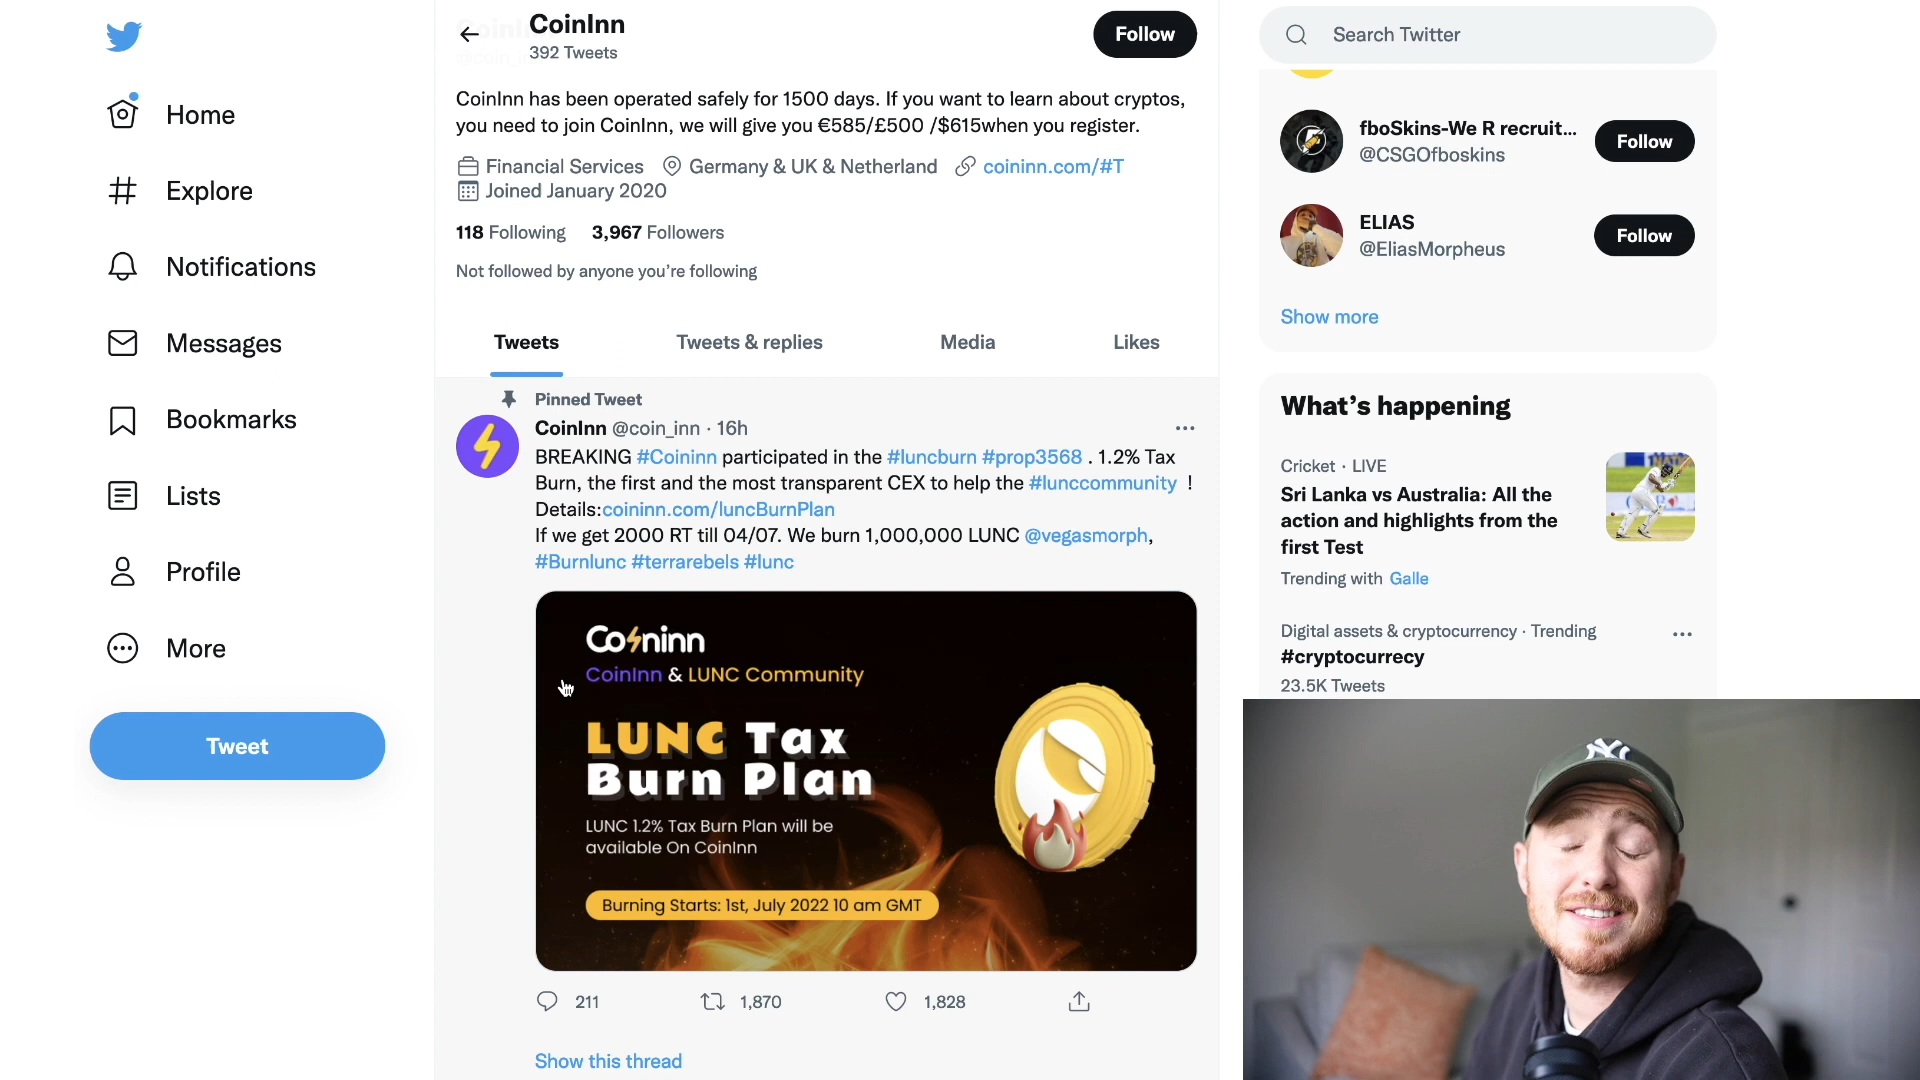 Home
Explore
Notifications
Messages
Bookmarks
Lists
Profile
More
Tweet
CoinInn
392 Tweets
Follow
CoinInn has been operated safely for 1500 days. If you want to learn about cryptos,
you need to join CoinInn, we will give you €585/£500 /$615when you register.
Financial Services Germany & UK & Netherland coininn.com/#T
Joined January 2020
118 Following 3,967 Followers
Not followed by anyone you’re following
Tweets Tweets & replies Media Likes
Pinned Tweet
CoinInn @coin_inn · 16h
BREAKING #Coininn participated in the #luncburn #prop3568 . 1.2% Tax
Burn, the first and the most transparent CEX to help the #lunccommunity !
Details:coininn.com/luncBurnPlan
If we get 2000 RT till 04/07. We burn 1,000,000 LUNC @vegasmorph,
#Burnlunc #terrarebels #lunc
Coininn
CoinInn & LUNC Community
LUNC Tax
Burn Plan
LUNC 1.2% Tax Burn Plan will be
available On CoinInn
Burning Starts: 1st, July 2022 10 am GMT
211 1,870 1,828
Show this thread
Search Twitter
fboSkins-We R recruit...
@CSGOfboskins
Follow
ELIAS
@EliasMorpheus
Follow
Show more
What’s happening
Cricket · LIVE
Sri Lanka vs Australia: All the
action and highlights from the
first Test
Trending with Galle
Digital assets & cryptocurrency · Trending
#cryptocurrecy
23.5K Tweets
NY